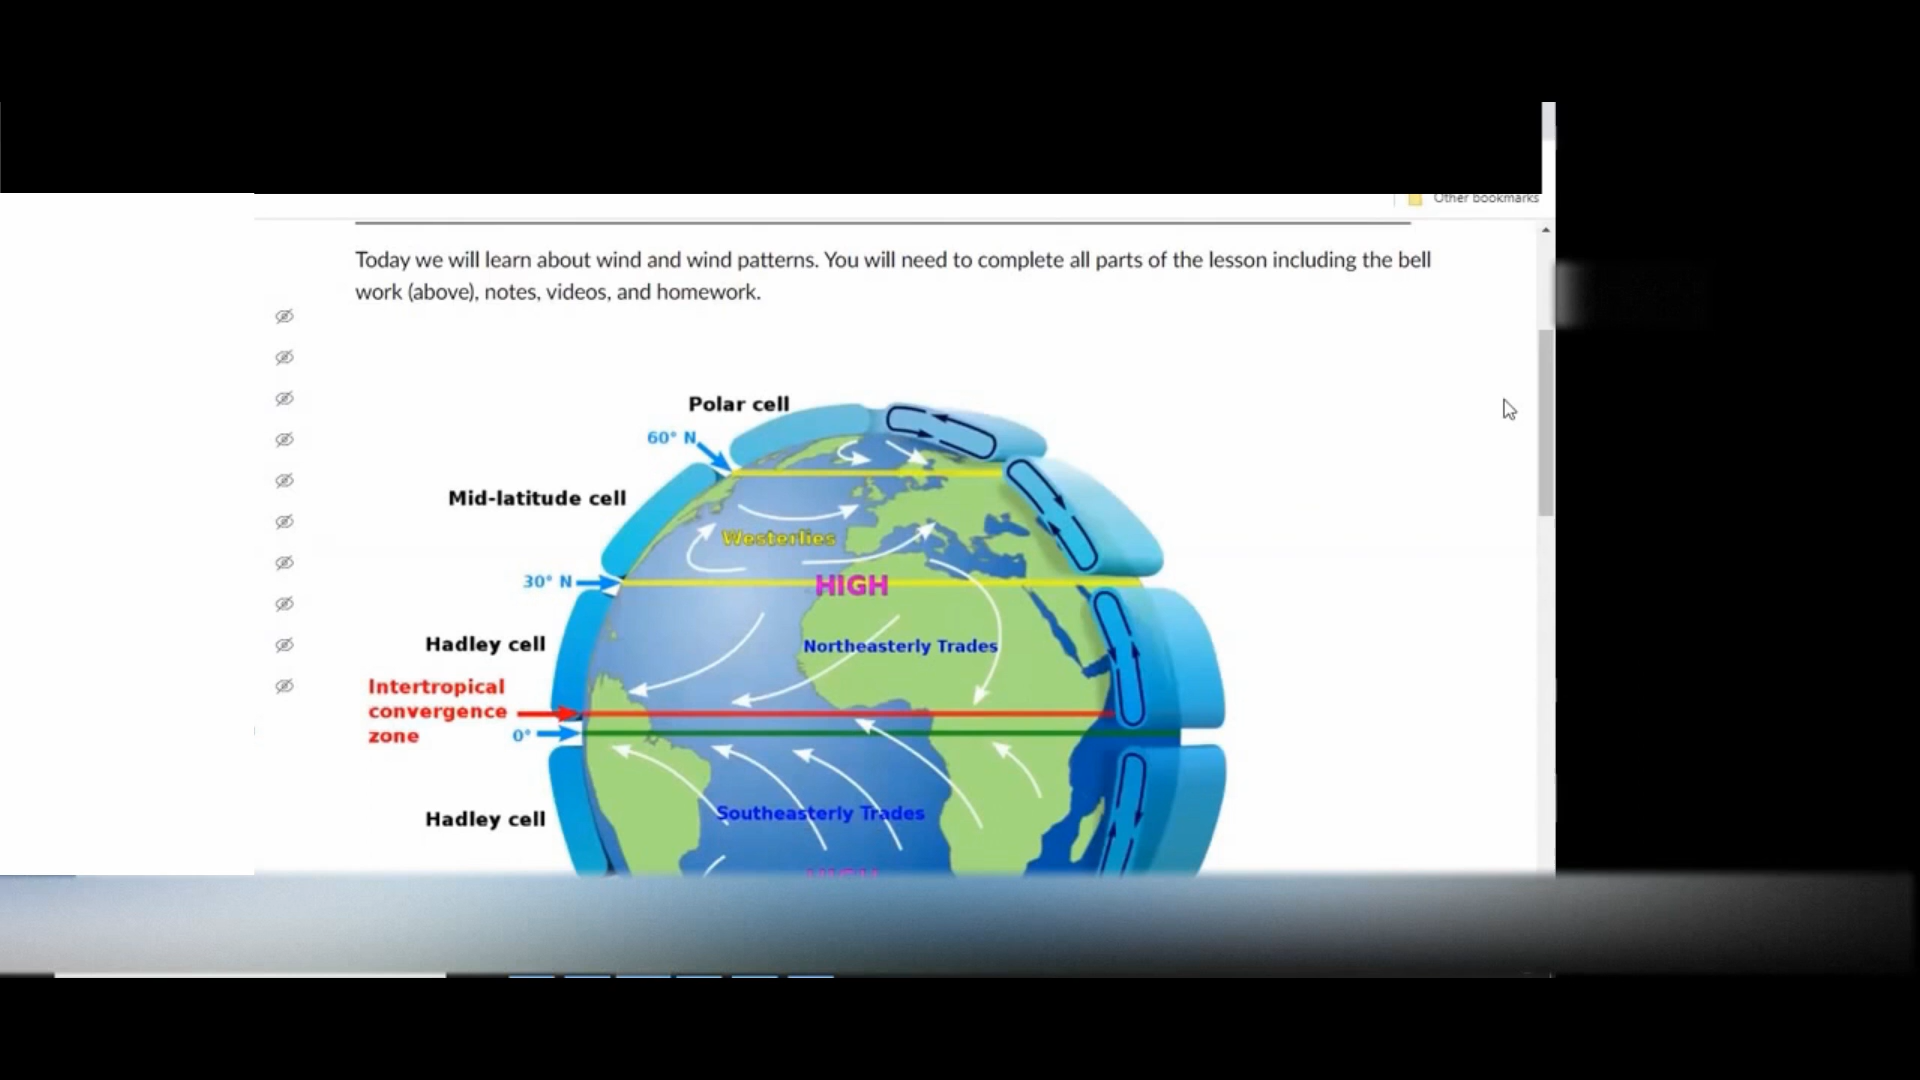 Other bookmarks
Today we will learn about wind and wind patterns. You will need to complete all parts of the lesson including the bell
work (above), notes, videos, and homework.
Polar cell
60° N
Mid-latitude cell
Westerlies
30° N
HIGH
Hadley cell
Northeasterly Trades
Intertropical
convergence
zone
0°
Hadley cell
Southeasterly Trades